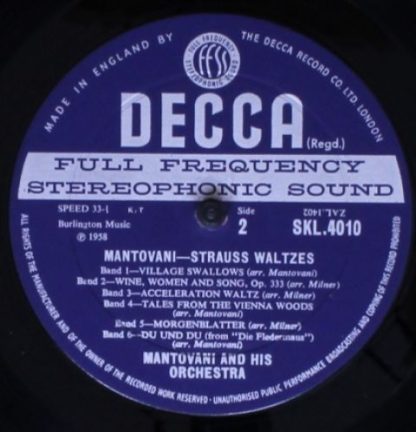 MADE IN ENGLAND BY
THE DECCA RECORD CO. LTD. LONDON
FULL FREQUENCY
ffss
STEREOPHONIC SOUND
DECCA
(Regd.)
FULL FREQUENCY
STEREOPHONIC SOUND
SPEED 33-1
K/T
Side
Burlington Music
2
SKL.4010
℗ 1958
MANTOVANI—STRAUSS WALTZES
Band 1—VILLAGE SWALLOWS (arr. Mantovani)
Band 2—WINE, WOMEN AND SONG, Op. 333 (arr. Milner)
Band 3—ACCELERATION WALTZ (arr. Milner)
Band 4—TALES FROM THE VIENNA WOODS
(arr. Mantovani)
Band 5—MORGENBLATTER (arr. Milner)
Band 6—DU UND DU (from "Die Fledermaus")
(arr. Mantovani)
MANTOVANI AND HIS
ORCHESTRA
ALL RIGHTS OF THE MANUFACTURER AND OF THE OWNER OF THE RECORDED WORK RESERVED · UNAUTHORISED PUBLIC PERFORMANCE BROADCASTING AND COPYING OF THIS RECORD PROHIBITED